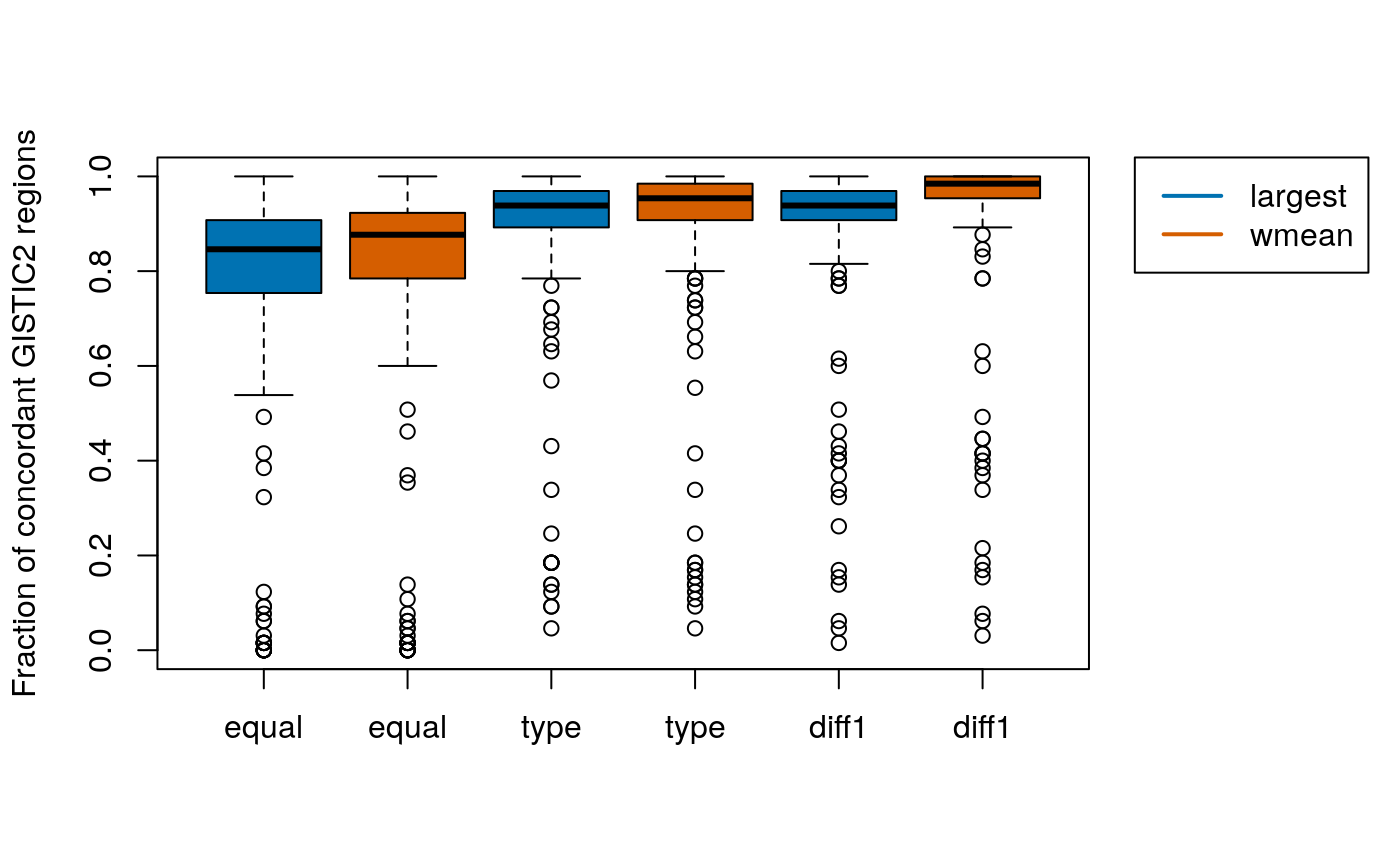 Fraction of concordant GISTIC2 regions
1.0
0.8
0.6
0.4
0.2
0.0
equal equal type type diff1 diff1
largest
wmean